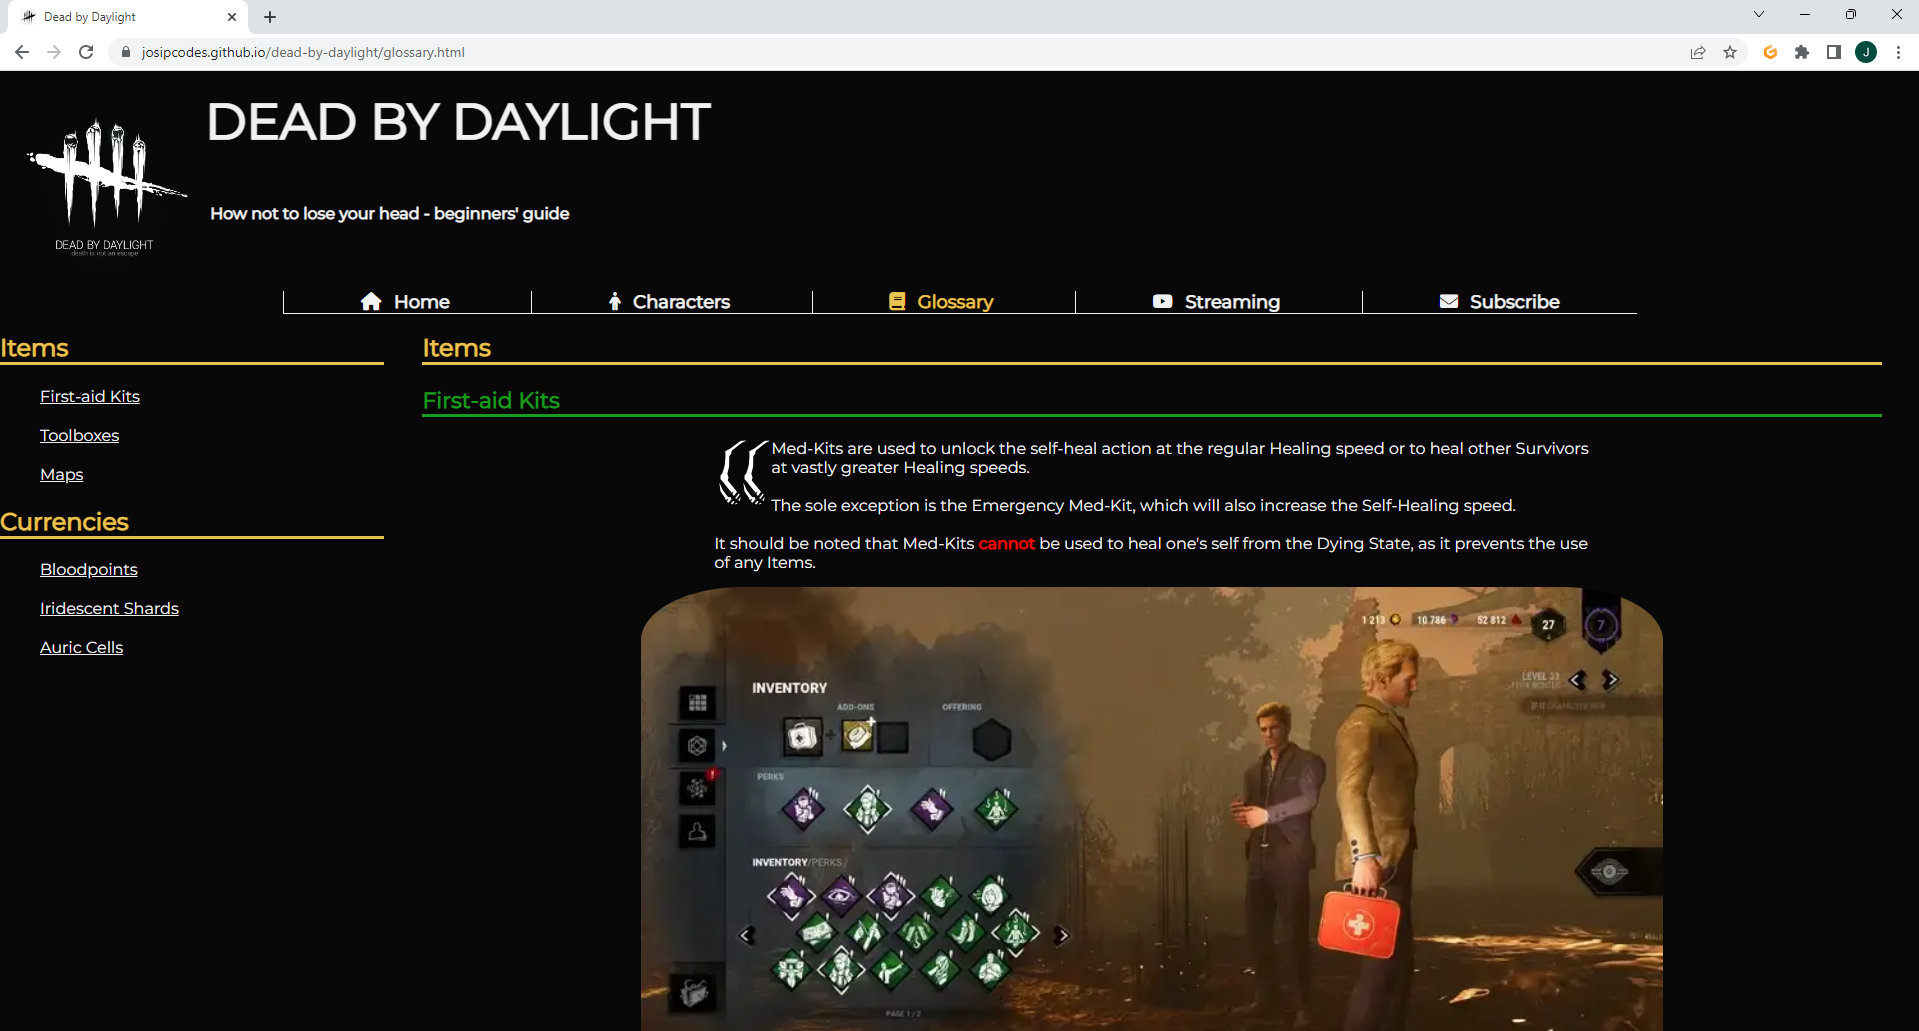 Dead by Daylight
josipcodes.github.io/dead-by-daylight/glossary.html
J
DEAD BY DAYLIGHT
How not to lose your head - beginners' guide
DEAD BY DAYLIGHT
death is not an escape
Home
Characters
Glossary
Streaming
Subscribe
Items
First-aid Kits
Toolboxes
Maps
Currencies
Bloodpoints
Iridescent Shards
Auric Cells
Items
First-aid Kits
Med-Kits are used to unlock the self-heal action at the regular Healing speed or to heal other Survivors
at vastly greater Healing speeds.
The sole exception is the Emergency Med-Kit, which will also increase the Self-Healing speed.
It should be noted that Med-Kits cannot be used to heal one's self from the Dying State, as it prevents the use
of any Items.
1 213
10 786
52 812
27
7
LEVEL 33
INVENTORY
ADD-ONS
OFFERING
PERKS
INVENTORY/PERKS/
PAGE 1 / 2